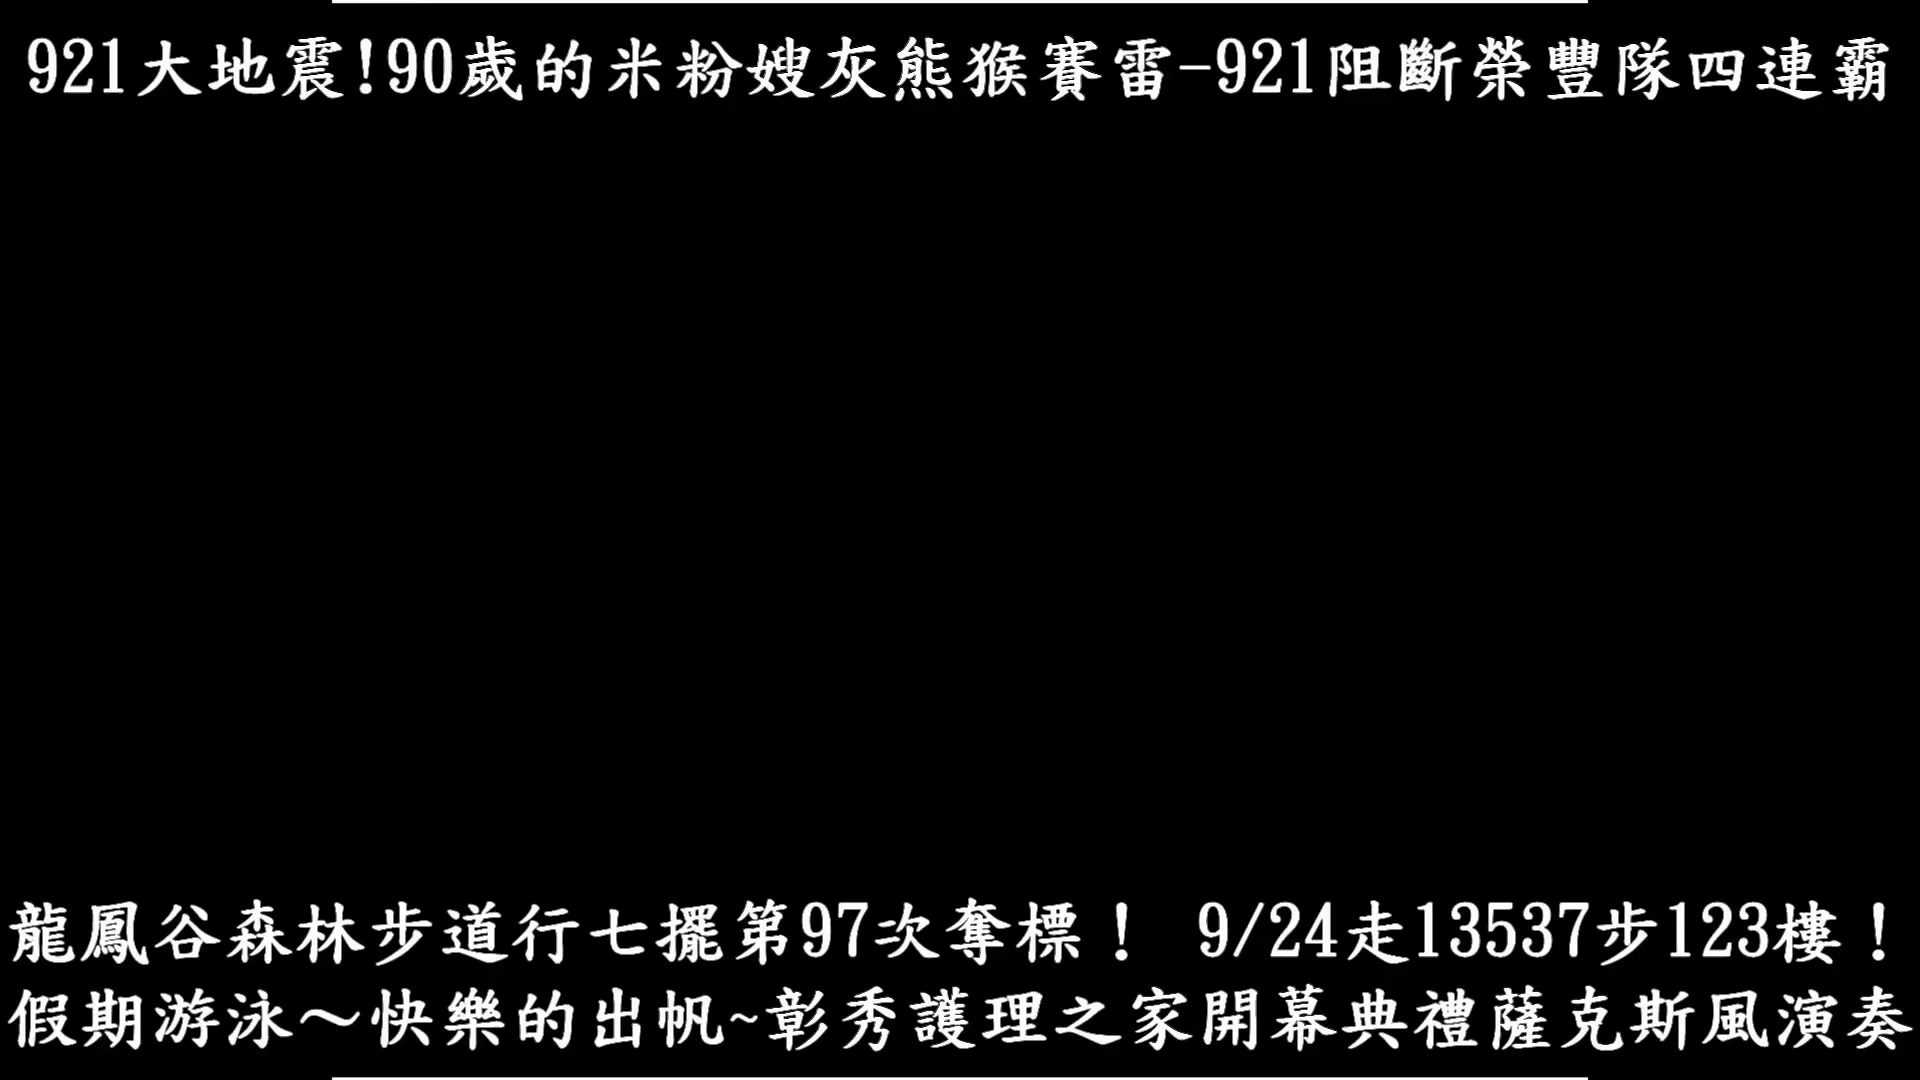 921大地震!90歲的米粉嫂灰熊猴賽雷-921阻斷榮豐隊四連霸
龍鳳谷森林步道行七擺第97次奪標！ 9/24走13537步123樓！
假期游泳～快樂的出帆~彰秀護理之家開幕典禮薩克斯風演奏